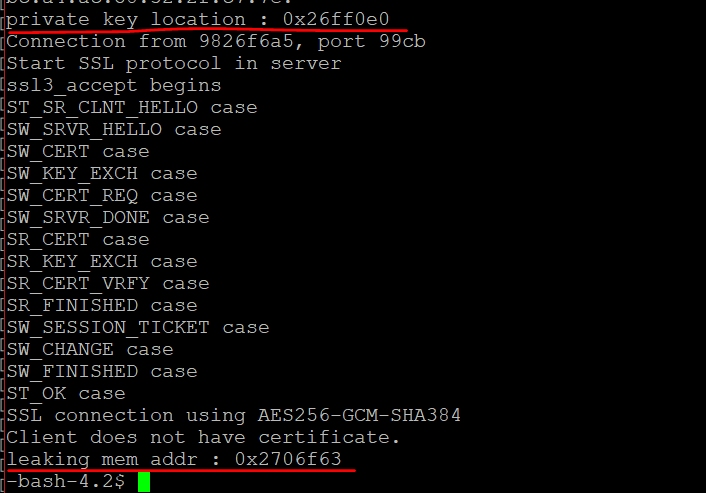 private key location : 0x26ff0e0
Connection from 9826f6a5, port 99cb
Start SSL protocol in server
ssl3_accept begins
ST_SR_CLNT_HELLO case
SW_SRVR_HELLO case
SW_CERT case
SW_KEY_EXCH case
SW_CERT_REQ case
SW_SRVR_DONE case
SR_CERT case
SR_KEY_EXCH case
SR_CERT_VRFY case
SR_FINISHED case
SW_SESSION_TICKET case
SW_CHANGE case
SW_FINISHED case
ST_OK case
SSL connection using AES256-GCM-SHA384
Client does not have certificate.
leaking mem addr : 0x2706f63
-bash-4.2$